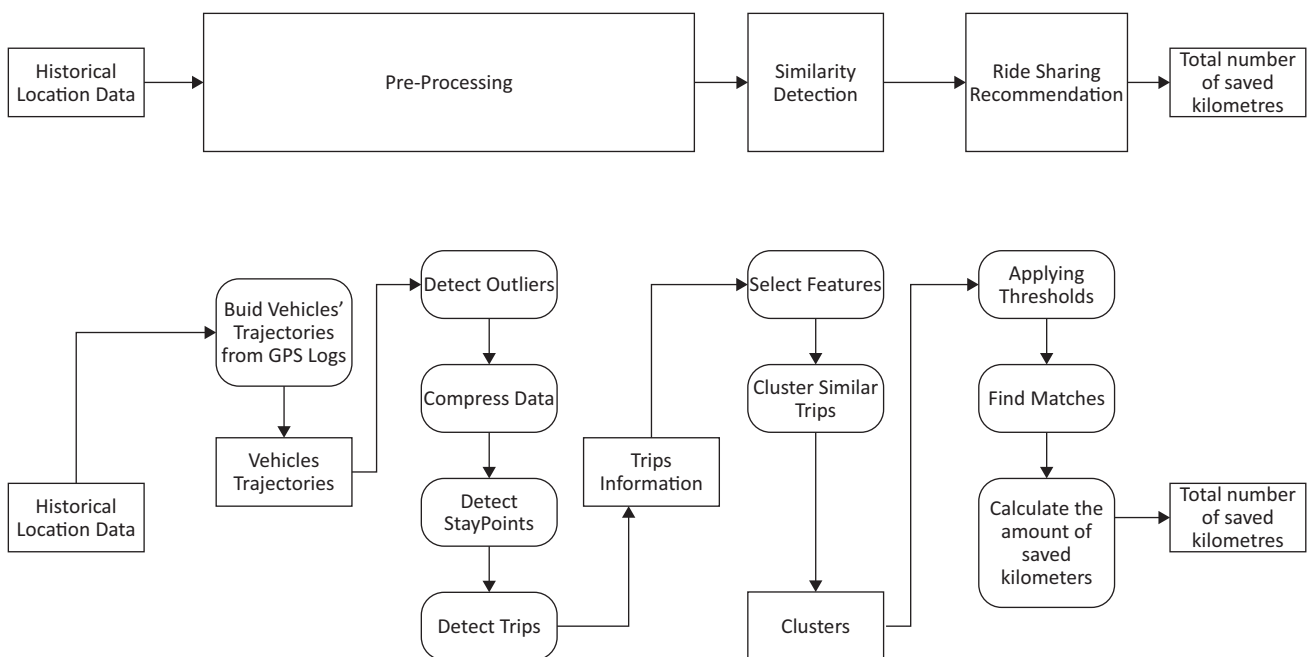 Historical
Location Data
Pre-Processing
Similarity
Detection
Ride Sharing
Recommendation
Total number
of saved
kilometres
Historical
Location Data
Buid Vehicles’
Trajectories
from GPS Logs
Vehicles
Trajectories
Detect Outliers
Compress Data
Detect
StayPoints
Detect Trips
Trips
Information
Select Features
Cluster Similar
Trips
Clusters
Applying
Thresholds
Find Matches
Calculate the
amount of
saved
kilometers
Total number
of saved
kilometres